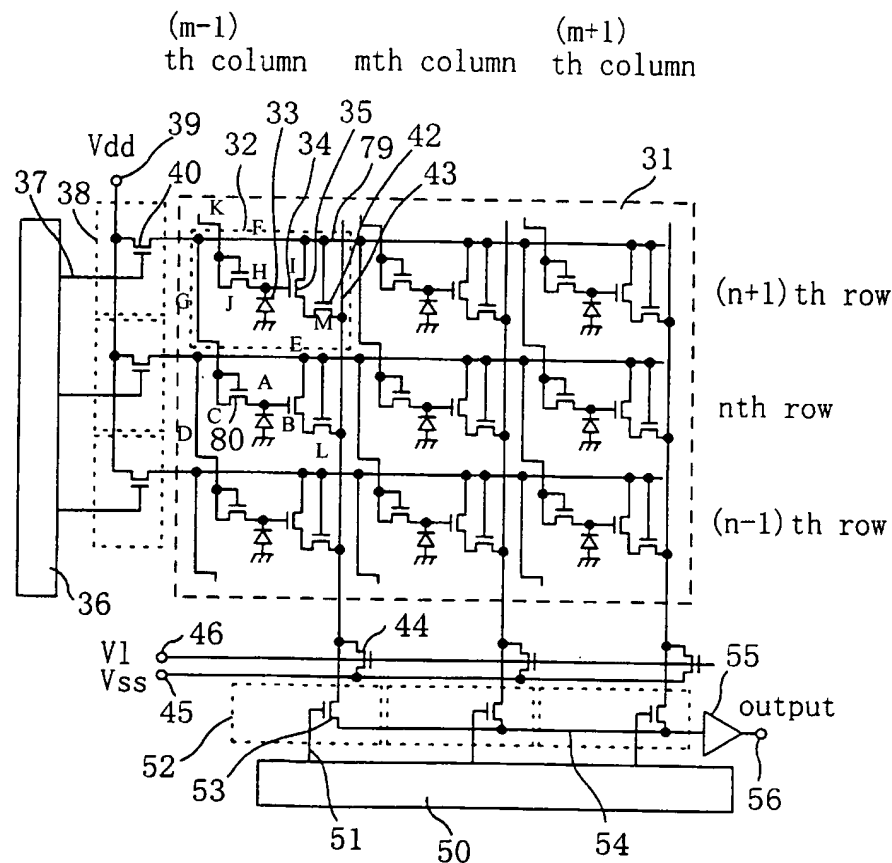 (m-1)
th column
mth column
(m+1)
th column
39
Vdd
40
38
37
32
33
34
35
79
42
43
31
K
F
H
I
J
G
M
E
(n+1)th row
A
C
B
80
D
L
nth row
(n-1)th row
36
46
V1
Vss
45
44
55
output
52
53
51
50
54
56